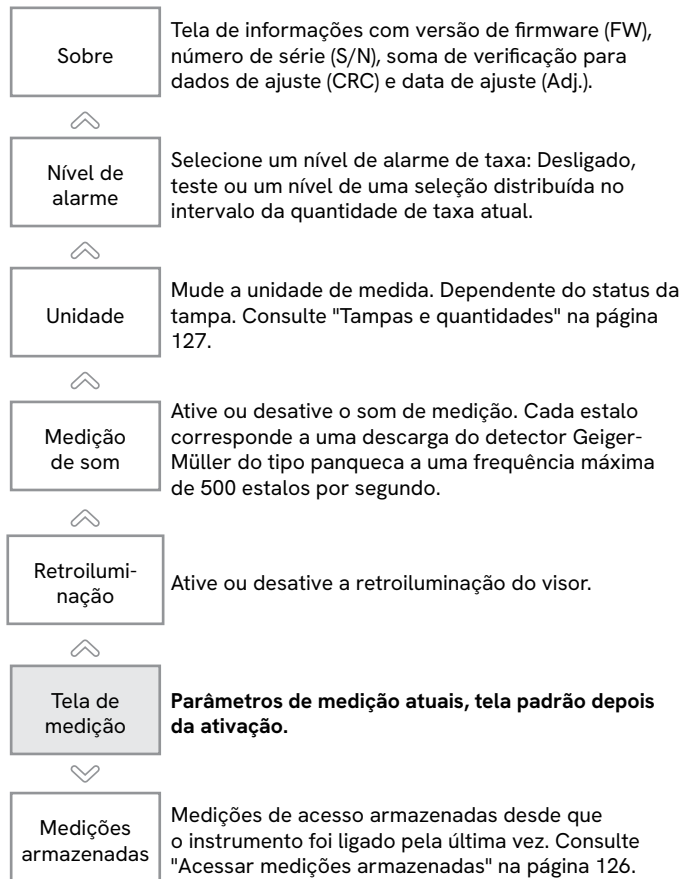 Sobre
Tela de informações com versão de firmware (FW),
número de série (S/N), soma de verificação para
dados de ajuste (CRC) e data de ajuste (Adj.).
Nível de
alarme
Selecione um nível de alarme de taxa: Desligado,
teste ou um nível de uma seleção distribuída no
intervalo da quantidade de taxa atual.
Unidade
Mude a unidade de medida. Dependente do status da
tampa. Consulte "Tampas e quantidades" na página
127.
Medição
de som
Ative ou desative o som de medição. Cada estalo
corresponde a uma descarga do detector Geiger-
Müller do tipo panqueca a uma frequência máxima
de 500 estalos por segundo.
Retroilumi-
nação
Ative ou desative a retroiluminação do visor.
Tela de
medição
Parâmetros de medição atuais, tela padrão depois
da ativação.
Medições
armazenadas
Medições de acesso armazenadas desde que
o instrumento foi ligado pela última vez. Consulte
"Acessar medições armazenadas" na página 126.